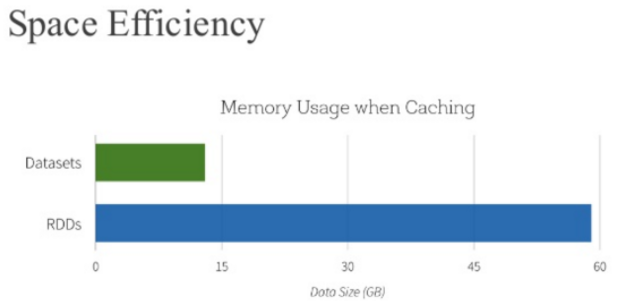 Space Efficiency
Memory Usage when Caching
Datasets
RDDs
0 15 30 45 60
Data Size (GB)